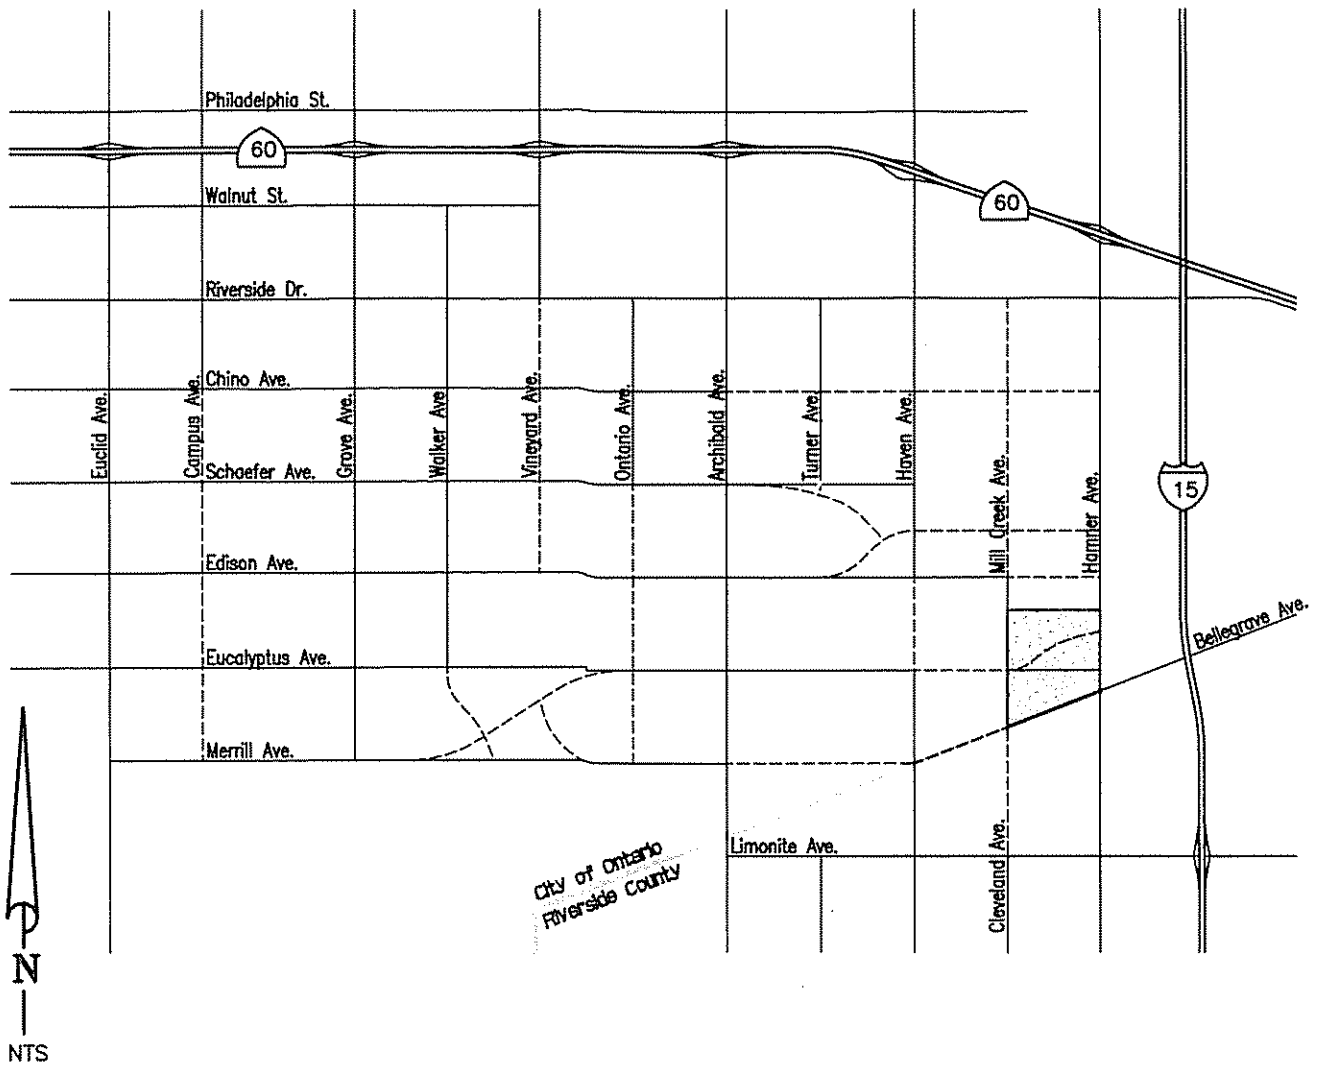 Philadelphia St.
60
Walnut St.
60
Riverside Dr.
Chino Ave.
Euclid Ave.
Campus Ave.
Grove Ave.
Walker Ave.
Vineyard Ave.
Ontario Ave.
Archibald Ave.
Turner Ave.
Haven Ave.
Mill Creek Ave.
Hamner Ave.
Schaefer Ave.
15
Edison Ave.
Bellegrave Ave.
Eucalyptus Ave.
Merrill Ave.
Limonite Ave.
City of Ontario
Riverside County
Cleveland Ave.
N
NTS